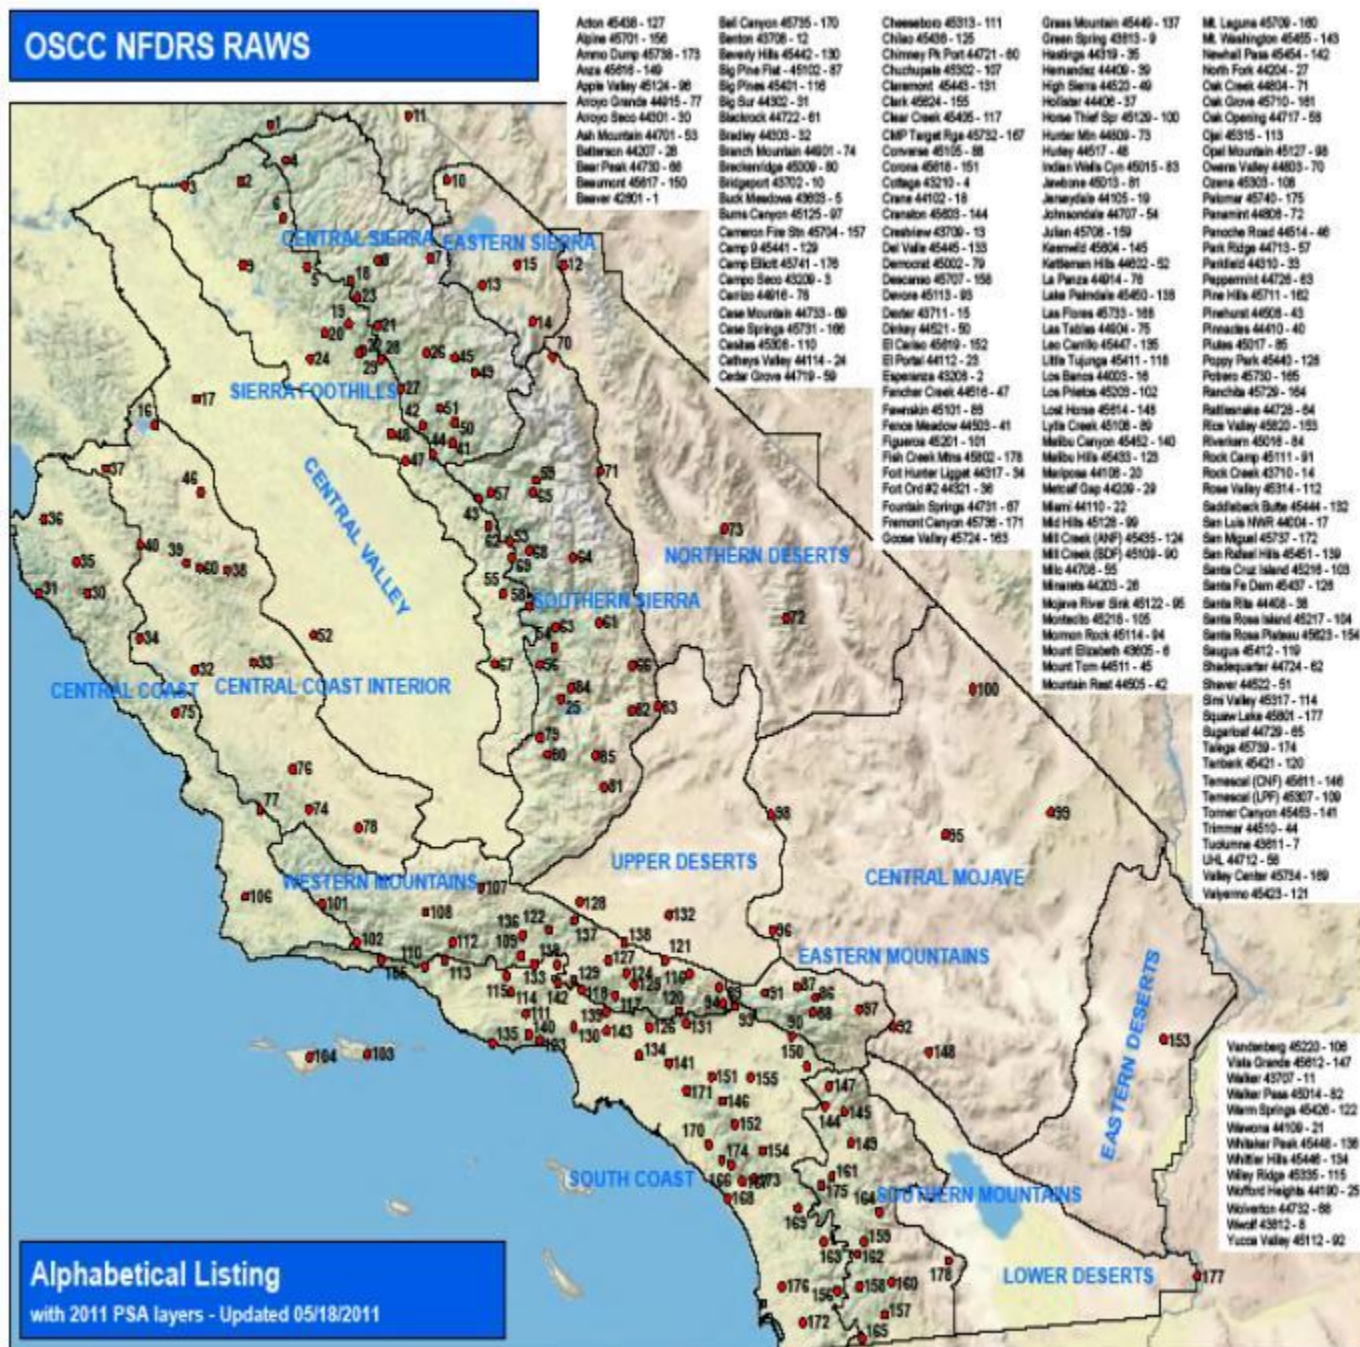 OSCC NFDRS RAWS
Acton 45438 - 127
Alpine 45701 - 156
Ammo Dump 45738 - 173
Anza 45616 - 149
Apple Valley 45124 - 96
Arroyo Grande 44915 - 77
Arroyo Seco 44301 - 30
Ash Mountain 44701 - 53
Batterson 44207 - 28
Bear Peak 44730 - 66
Beaumont 45617 - 150
Beaver 42601 - 1
Bell Canyon 45735 - 170
Benton 43708 - 12
Beverly Hills 45442 - 130
Big Pine Flat - 45102 - 87
Big Pines 45401 - 116
Big Sur 44302 - 31
Blackrock 44722 - 61
Bradley 44303 - 32
Branch Mountain 44901 - 74
Breckenridge 45009 - 80
Bridgeport 43702 - 10
Buck Meadows 43603 - 5
Burns Canyon 45125 - 97
Cameron Fire Stn 45704 - 157
Camp 9 45441 - 129
Camp Elliott 45741 - 176
Campo Seco 43209 - 3
Carrizo 44916 - 78
Case Mountain 44733 - 69
Case Springs 45731 - 166
Casitas 45306 - 110
Catheys Valley 44114 - 24
Cedar Grove 44719 - 59
Cheeseboro 45313 - 111
Chilao 45436 - 125
Chimney Pk Port 44721 - 60
Chuchupate 45302 - 107
Claremont 45443 - 131
Clark 45624 - 155
Clear Creek 45405 - 117
CMP Target Rge 45732 - 167
Converse 45105 - 88
Corona 45616 - 151
Cottage 43210 - 4
Crane 44102 - 18
Cranston 45603 - 144
Crestview 43709 - 13
Del Valle 45445 - 133
Democrat 45002 - 79
Descanso 45707 - 158
Devore 45113 - 93
Dexter 43711 - 15
Dinkey 44521 - 50
El Cariso 45619 - 152
El Portal 44112 - 23
Esperanza 43208 - 2
Fancher Creek 44516 - 47
Fawnskin 45101 - 86
Fence Meadow 44503 - 41
Figueroa 45201 - 101
Fish Creek Mtns 45802 - 178
Fort Hunter Ligget 44317 - 34
Fort Ord #2 44321 - 36
Fountain Springs 44731 - 67
Fremont Canyon 45736 - 171
Goose Valley 45724 - 163
Grass Mountain 45449 - 137
Green Spring 43613 - 9
Hastings 44319 - 35
Hernandez 44409 - 39
High Sierra 44520 - 49
Hollister 44406 - 37
Horse Thief Spr 45129 - 100
Hunter Mtn 44809 - 73
Hurley 44517 - 48
Indian Wells Cyn 45015 - 83
Jawbone 45013 - 81
Jerseydale 44105 - 19
Johnsondale 44707 - 54
Julian 45708 - 159
Keenwild 45604 - 145
Kettleman Hills 44602 - 52
La Panza 44914 - 76
Lake Palmdale 45450 - 138
Las Flores 45733 - 168
Las Tablas 44904 - 75
Leo Carrillo 45447 - 135
Little Tujunga 45411 - 118
Los Banos 44003 - 16
Los Prietos 45203 - 102
Lost Horse 45614 - 148
Lytle Creek 45108 - 89
Malibu Canyon 45452 - 140
Malibu Hills 45433 - 123
Mariposa 44106 - 20
Metcalf Gap 44209 - 29
Miami 44110 - 22
Mid Hills 45128 - 99
Mill Creek (ANF) 45435 - 124
Mill Creek (BDF) 45109 - 90
Milo 44708 - 55
Minarets 44203 - 26
Mojave River Sink 45122 - 95
Montecito 45218 - 105
Mormon Rock 45114 - 94
Mount Elizabeth 43605 - 6
Mount Tom 44511 - 45
Mountain Rest 44505 - 42
Mt. Laguna 45709 - 160
Mt. Washington 45455 - 143
Newhall Pass 45454 - 142
North Fork 44204 - 27
Oak Creek 44804 - 71
Oak Grove 45710 - 161
Oak Opening 44717 - 58
Ojai 45315 - 113
Opal Mountain 45127 - 98
Owens Valley 44803 - 70
Ozena 45303 - 108
Palomar 45740 - 175
Panamint 44806 - 72
Panoche Road 44514 - 46
Park Ridge 44713 - 57
Parkfield 44310 - 33
Peppermint 44726 - 63
Pine Hills 45711 - 162
Pinehurst 44508 - 43
Pinnacles 44410 - 40
Piutes 45017 - 85
Poppy Park 45440 - 128
Potrero 45730 - 165
Ranchita 45729 - 164
Rattlesnake 44728 - 64
Rice Valley 45820 - 153
Riverkern 45016 - 84
Rock Camp 45111 - 91
Rock Creek 43710 - 14
Rose Valley 45314 - 112
Saddleback Butte 45444 - 132
San Luis NWR 44004 - 17
San Miguel 45737 - 172
San Rafael Hills 45451 - 139
Santa Cruz Island 45216 - 103
Santa Fe Dam 45437 - 126
Santa Rita 44408 - 38
Santa Rosa Island 45217 - 104
Santa Rosa Plateau 45623 - 154
Saugus 45412 - 119
Shadequarter 44724 - 62
Shaver 44522 - 51
Simi Valley 45317 - 114
Squaw Lake 45801 - 177
Sugarloaf 44729 - 65
Talega 45739 - 174
Tanbark 45421 - 120
Temescal (CNF) 45611 - 146
Temescal (LPF) 45307 - 109
Tonner Canyon 45453 - 141
Trimmer 44510 - 44
Tuolumne 43611 - 7
UHL 44712 - 56
Valley Center 45734 - 169
Valyermo 45423 - 121
Vandenberg 45220 - 106
Vista Grande 45612 - 147
Walker 43707 - 11
Walker Pass 45014 - 82
Warm Springs 45426 - 122
Wawona 44109 - 21
Whitaker Peak 45448 - 136
Whittier Hills 45446 - 134
Wiley Ridge 45335 - 115
Wofford Heights 44190 - 25
Wolverton 44732 - 68
Woolf 43612 - 8
Yucca Valley 45112 - 92
CENTRAL SIERRA
EASTERN SIERRA
SIERRA FOOTHILLS
CENTRAL VALLEY
NORTHERN DESERTS
SOUTHERN SIERRA
CENTRAL COAST
CENTRAL COAST INTERIOR
UPPER DESERTS
WESTERN MOUNTAINS
CENTRAL MOJAVE
EASTERN MOUNTAINS
EASTERN DESERTS
SOUTH COAST
SOUTHERN MOUNTAINS
LOWER DESERTS
Alphabetical Listing
with 2011 PSA layers - Updated 05/18/2011